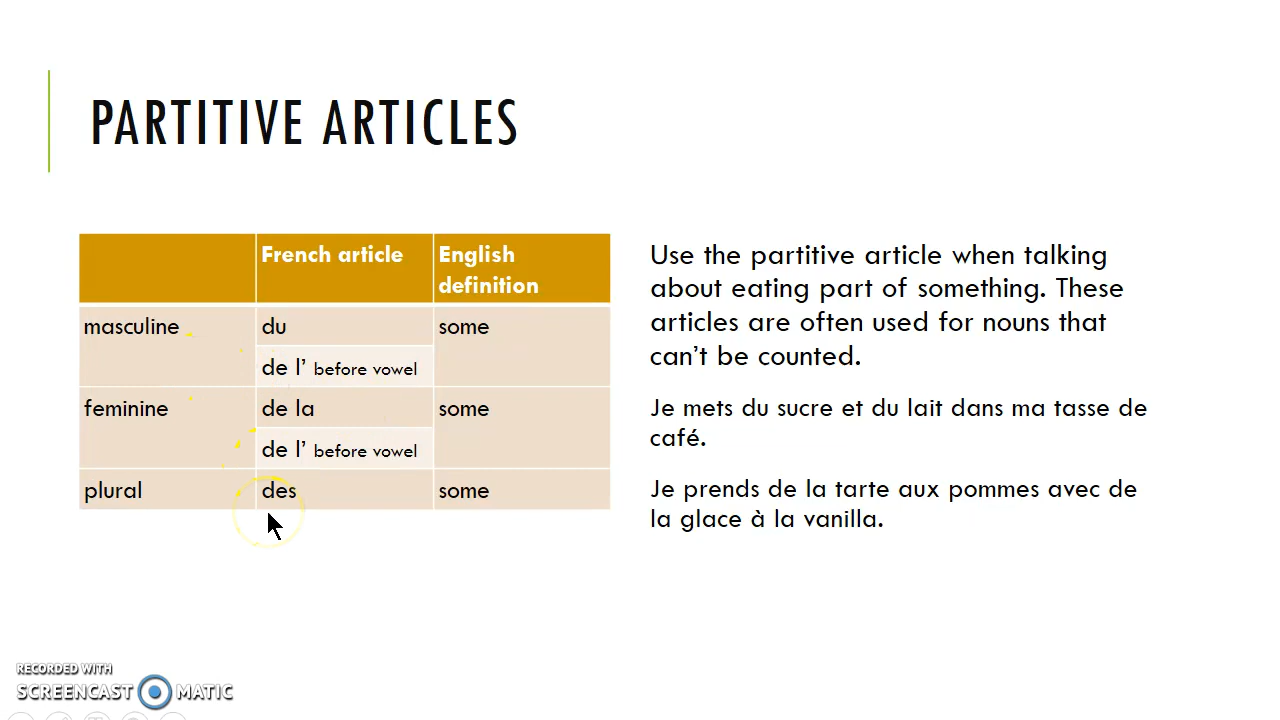 PARTITIVE ARTICLES
French article
English
definition
masculine
du
some
de l' before vowel
feminine
de la
some
de l' before vowel
plural
des
some
Use the partitive article when talking
about eating part of something. These
articles are often used for nouns that
can't be counted.
Je mets du sucre et du lait dans ma tasse de
café.
Je prends de la tarte aux pommes avec de
la glace à la vanilla.
RECORDED WITH
SCREENCAST MATIC